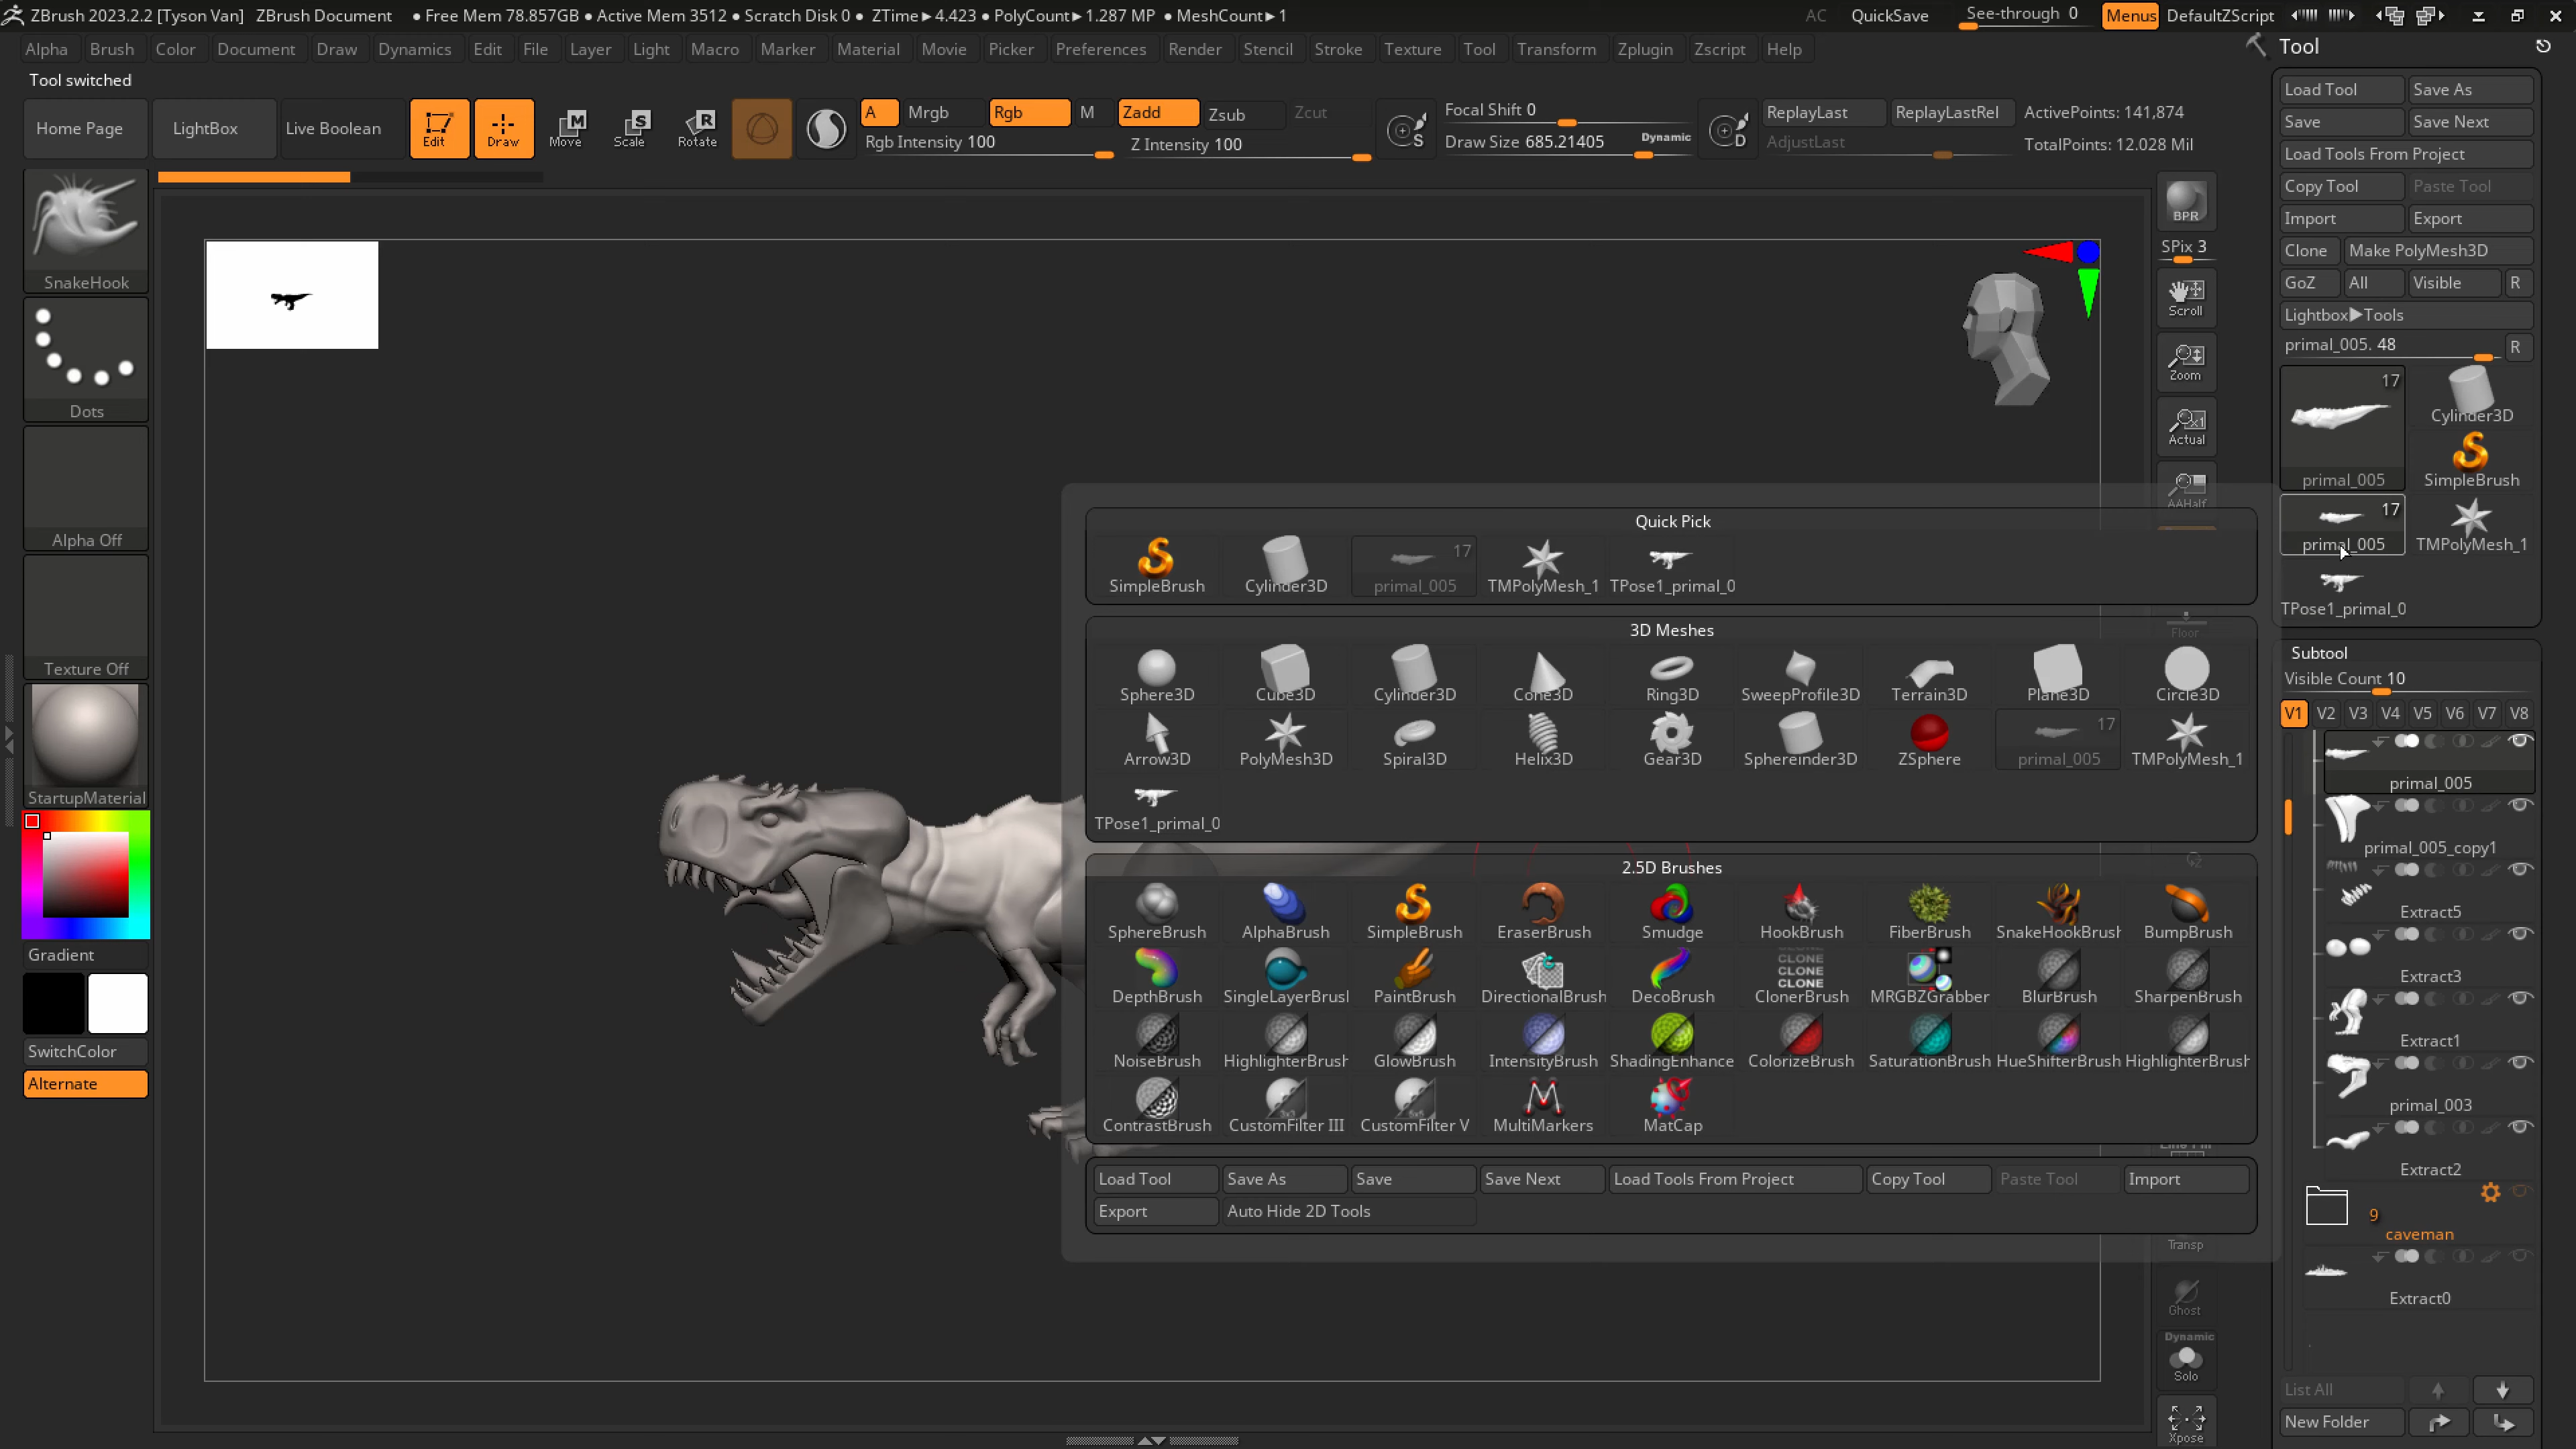 ZBrush 2023.2.2 [Tyson Van] ZBrush Document • Free Mem 78.857GB • Active Mem 3512 • Scratch Disk 0 • ZTime►4.423 • PolyCount►1.287 MP • MeshCount►1 AC QuickSave See-through 0 Menus DefaultZScript
Alpha Brush Color Document Draw Dynamics Edit File Layer Light Macro Marker Material Movie Picker Preferences Render Stencil Stroke Texture Tool Transform Zplugin Zscript Help
Tool switched
Home Page LightBox Live Boolean Edit Draw Move Scale Rotate
A Mrgb Rgb M Zadd Zsub Zcut
Rgb Intensity 100 Z Intensity 100
Focal Shift 0
Draw Size 685.21405 Dynamic
ReplayLast ReplayLastRel ActivePoints: 141,874
AdjustLast TotalPoints: 12.028 Mil
SnakeHook
Dots
Alpha Off
Texture Off
StartupMaterial
Gradient
SwitchColor
Alternate
BPR
SPix 3
Scroll
Zoom
Actual
AAHalf
Floor
Line Fill
Transp
Ghost
Dynamic
Solo
Xpose
Quick Pick
17
SimpleBrush Cylinder3D primal_005 TMPolyMesh_1 TPose1_primal_0
3D Meshes
Sphere3D Cube3D Cylinder3D Cone3D Ring3D SweepProfile3D Terrain3D Plane3D Circle3D
17
Arrow3D PolyMesh3D Spiral3D Helix3D Gear3D Sphereinder3D ZSphere primal_005 TMPolyMesh_1
TPose1_primal_0
2.5D Brushes
SphereBrush AlphaBrush SimpleBrush EraserBrush Smudge HookBrush FiberBrush SnakeHookBrush BumpBrush
CLONE
CLONE
CLONE
DepthBrush SingleLayerBrush PaintBrush DirectionalBrush DecoBrush ClonerBrush MRGBZGrabber BlurBrush SharpenBrush
NoiseBrush HighlighterBrush GlowBrush IntensityBrush ShadingEnhance ColorizeBrush SaturationBrush HueShifterBrush HighlighterBrush
ContrastBrush CustomFilter III CustomFilter V MultiMarkers MatCap
Load Tool Save As Save Save Next Load Tools From Project Copy Tool Paste Tool Import
Export Auto Hide 2D Tools
Tool
Load Tool Save As
Save Save Next
Load Tools From Project
Copy Tool Paste Tool
Import Export
Clone Make PolyMesh3D
GoZ All Visible R
Lightbox►Tools
primal_005. 48 R
17
Cylinder3D
primal_005 SimpleBrush
17
primal_005 TMPolyMesh_1
TPose1_primal_0
Subtool
Visible Count 10
V1 V2 V3 V4 V5 V6 V7 V8
primal_005
primal_005_copy1
Extract5
Extract3
Extract1
primal_003
Extract2
9
caveman
Extract0
List All
New Folder